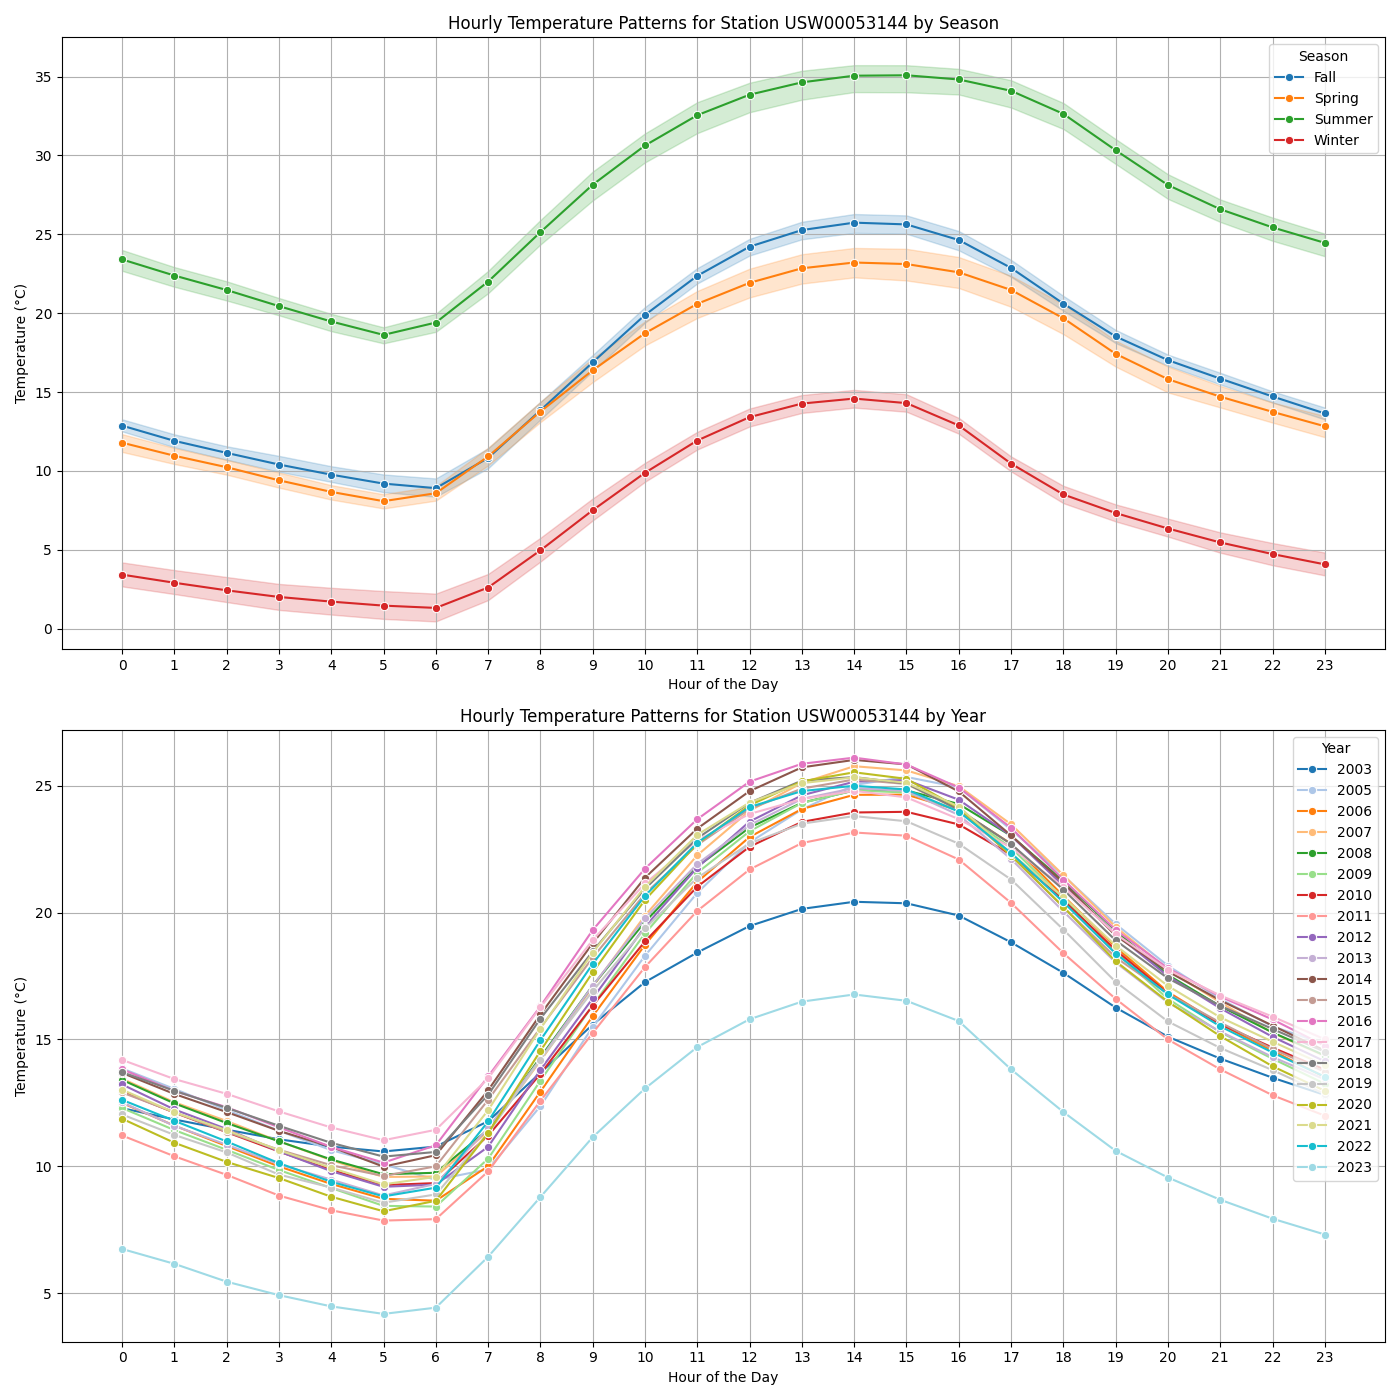 Hourly Temperature Patterns for Station USW00053144 by Season
Season
Fall
Spring
Summer
Winter
Temperature (°C)
35
30
25
20
15
10
5
0
0 1 2 3 4 5 6 7 8 9 10 11 12 13 14 15 16 17 18 19 20 21 22 23
Hour of the Day
Hourly Temperature Patterns for Station USW00053144 by Year
Year
2003
2005
2006
2007
2008
2009
2010
2011
2012
2013
2014
2015
2016
2017
2018
2019
2020
2021
2022
2023
Temperature (°C)
25
20
15
10
5
0 1 2 3 4 5 6 7 8 9 10 11 12 13 14 15 16 17 18 19 20 21 22 23
Hour of the Day